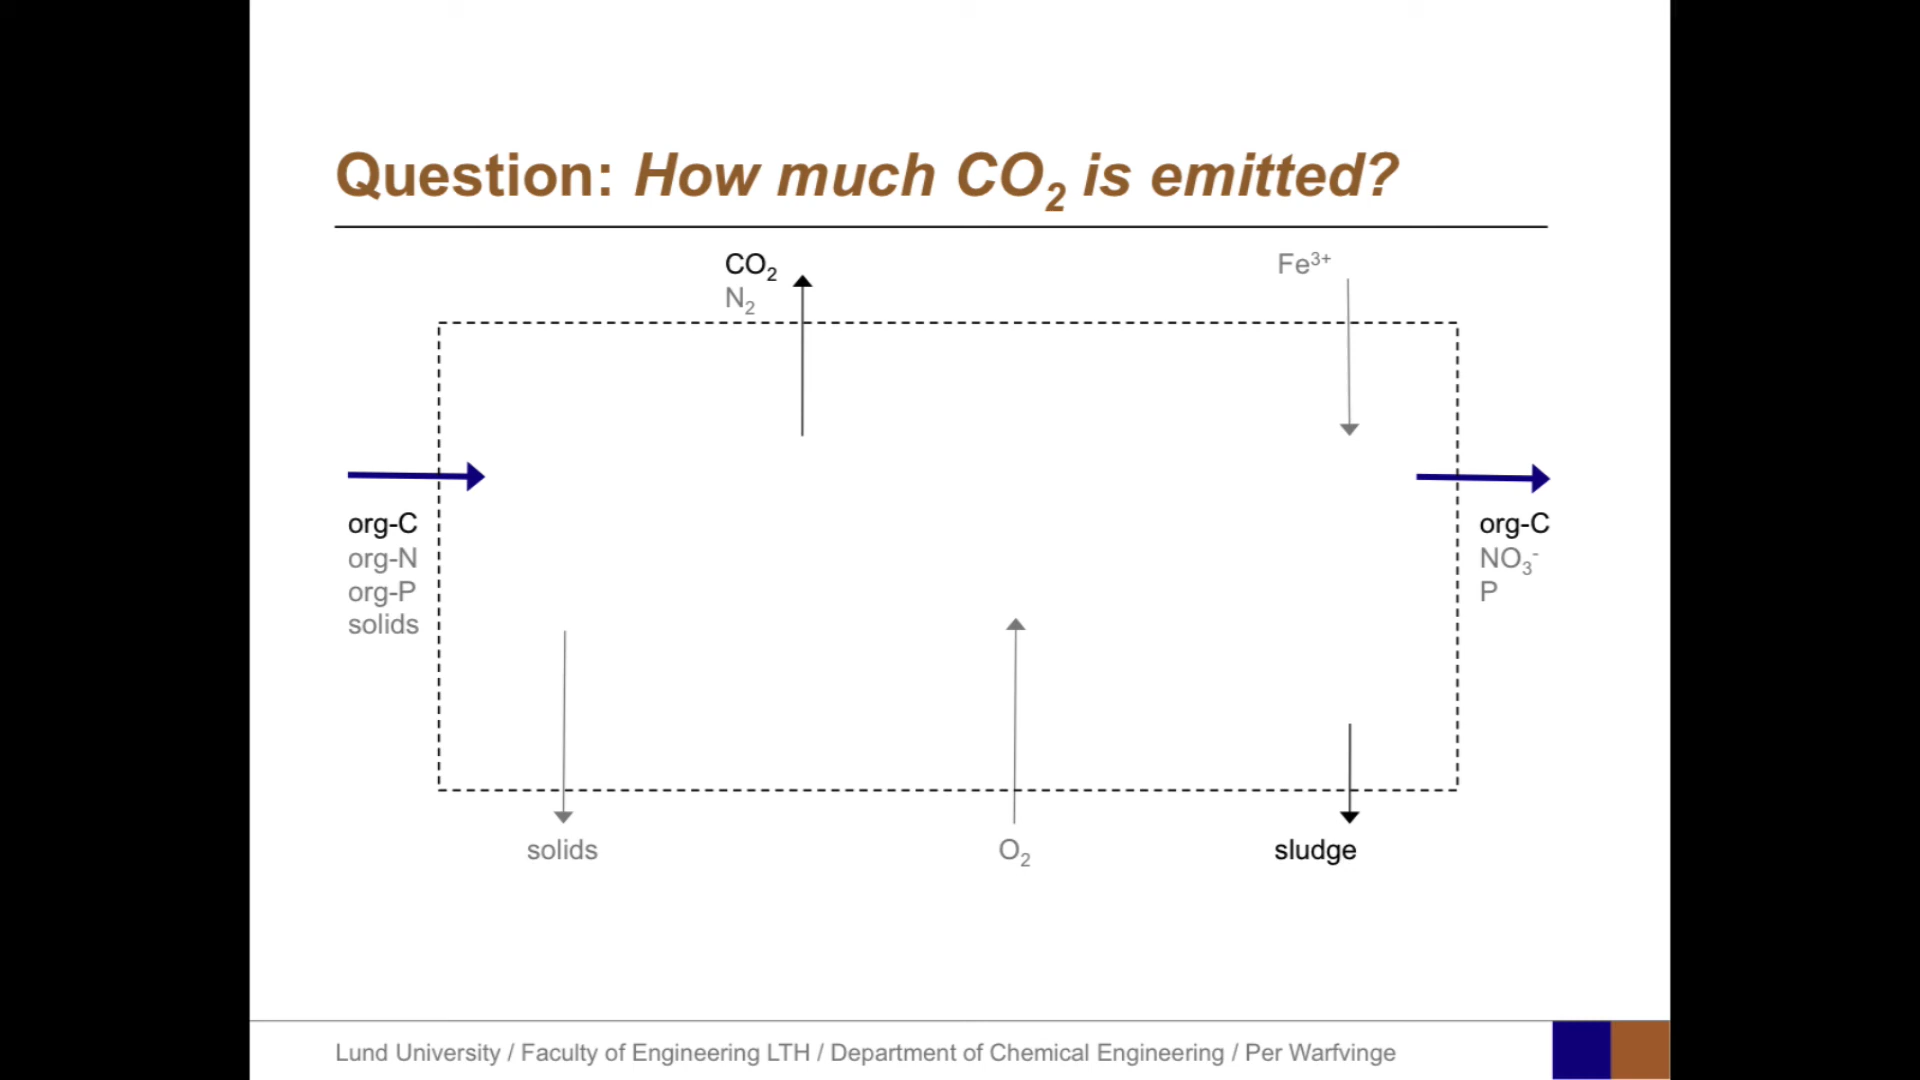 Question: How much CO₂ is emitted?
CO₂
N₂
Fe³⁺
org-C
org-N
org-P
solids
org-C
NO₃⁻
P
solids
O₂
sludge
Lund University / Faculty of Engineering LTH / Department of Chemical Engineering / Per Warfvinge